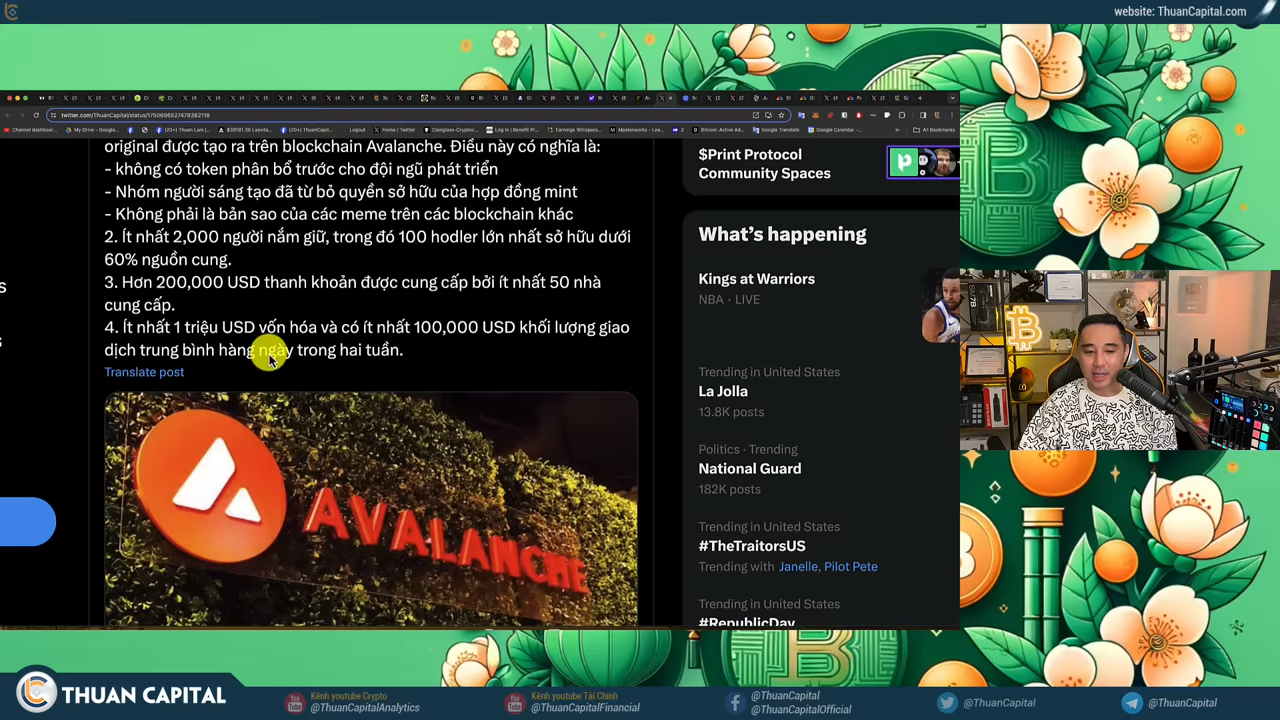 website: ThuanCapital.com
twitter.com/thuancapital/status/1750696527478362118
original được tạo ra trên blockchain Avalanche. Điều này có nghĩa là:
- không có token phân bổ trước cho đội ngũ phát triển
- Nhóm người sáng tạo đã từ bỏ quyền sở hữu của hợp đồng mint
- Không phải là bản sao của các meme trên các blockchain khác
2. Ít nhất 2,000 người nắm giữ, trong đó 100 hodler lớn nhất sở hữu dưới
60% nguồn cung.
3. Hơn 200,000 USD thanh khoản được cung cấp bởi ít nhất 50 nhà
cung cấp.
4. Ít nhất 1 triệu USD vốn hóa và có ít nhất 100,000 USD khối lượng giao
dịch trung bình hàng ngày trong hai tuần.
Translate post
AVALANCHE
$Print Protocol
Community Spaces
What's happening
Kings at Warriors
NBA · LIVE
Trending in United States
La Jolla
13.8K posts
Politics · Trending
National Guard
182K posts
Trending in United States
#TheTraitorsUS
Trending with Janelle, Pilot Pete
Trending in United States
#RepublicDay
THUAN CAPITAL
Kênh youtube Crypto
@ThuanCapitalAnalytics
Kênh youtube Tài Chính
@ThuanCapitalFinancial
@ThuanCapital
@ThuanCapitalOfficial
@ThuanCapital
@ThuanCapital